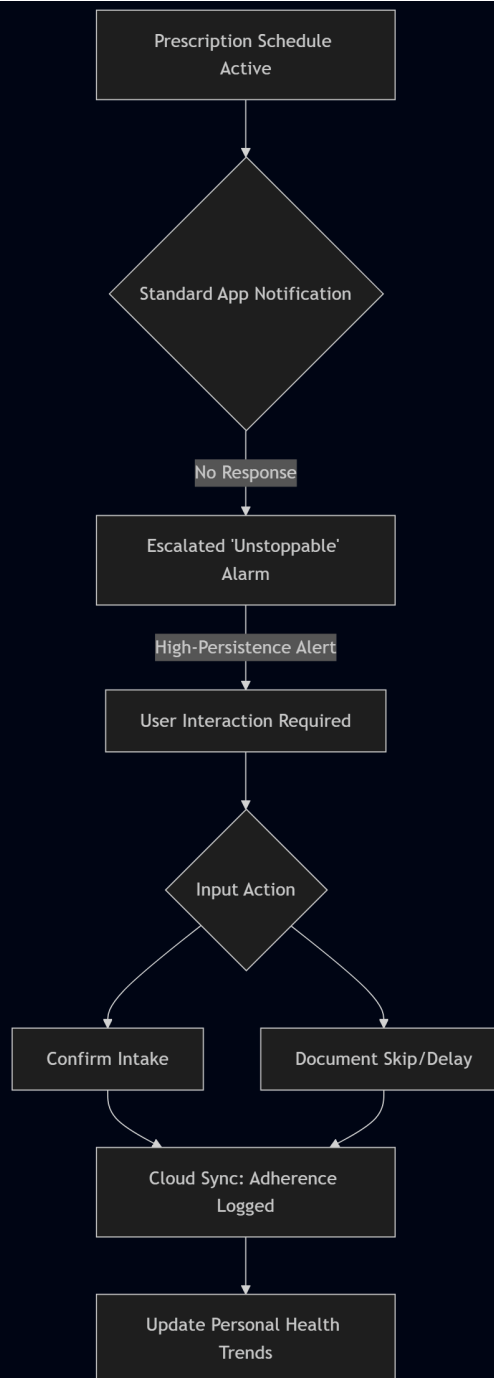 Prescription Schedule
Active
Standard App Notification
No Response
Escalated 'Unstoppable'
Alarm
High-Persistence Alert
User Interaction Required
Input Action
Confirm Intake
Document Skip/Delay
Cloud Sync: Adherence
Logged
Update Personal Health
Trends